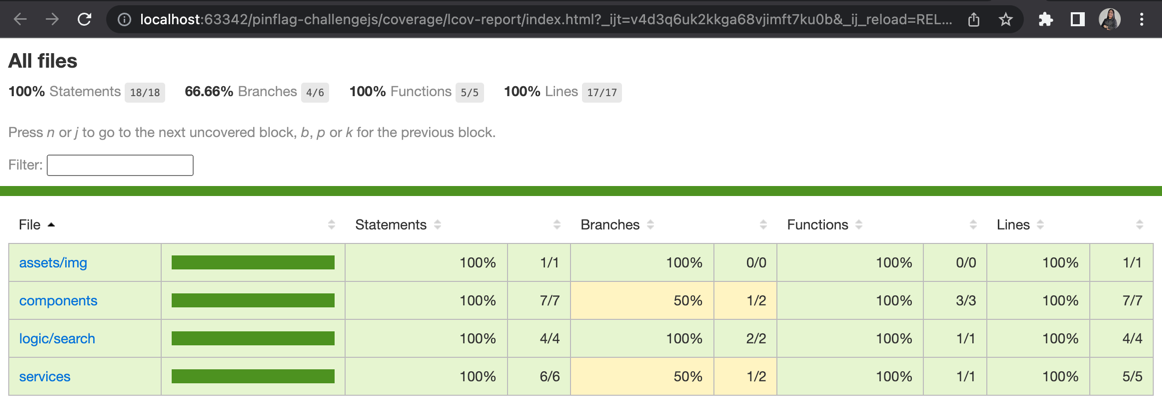 localhost:63342/pinflag-challengejs/coverage/lcov-report/index.html?_ijt=v4d3q6uk2kkga68vjimft7ku0b&_ij_reload=REL...
All files
100% Statements 18/18 66.66% Branches 4/6 100% Functions 5/5 100% Lines 17/17
Press n or j to go to the next uncovered block, b, p or k for the previous block.
Filter:
File Statements Branches Functions Lines
assets/img 100% 1/1 100% 0/0 100% 0/0 100% 1/1
components 100% 7/7 50% 1/2 100% 3/3 100% 7/7
logic/search 100% 4/4 100% 2/2 100% 1/1 100% 4/4
services 100% 6/6 50% 1/2 100% 1/1 100% 5/5